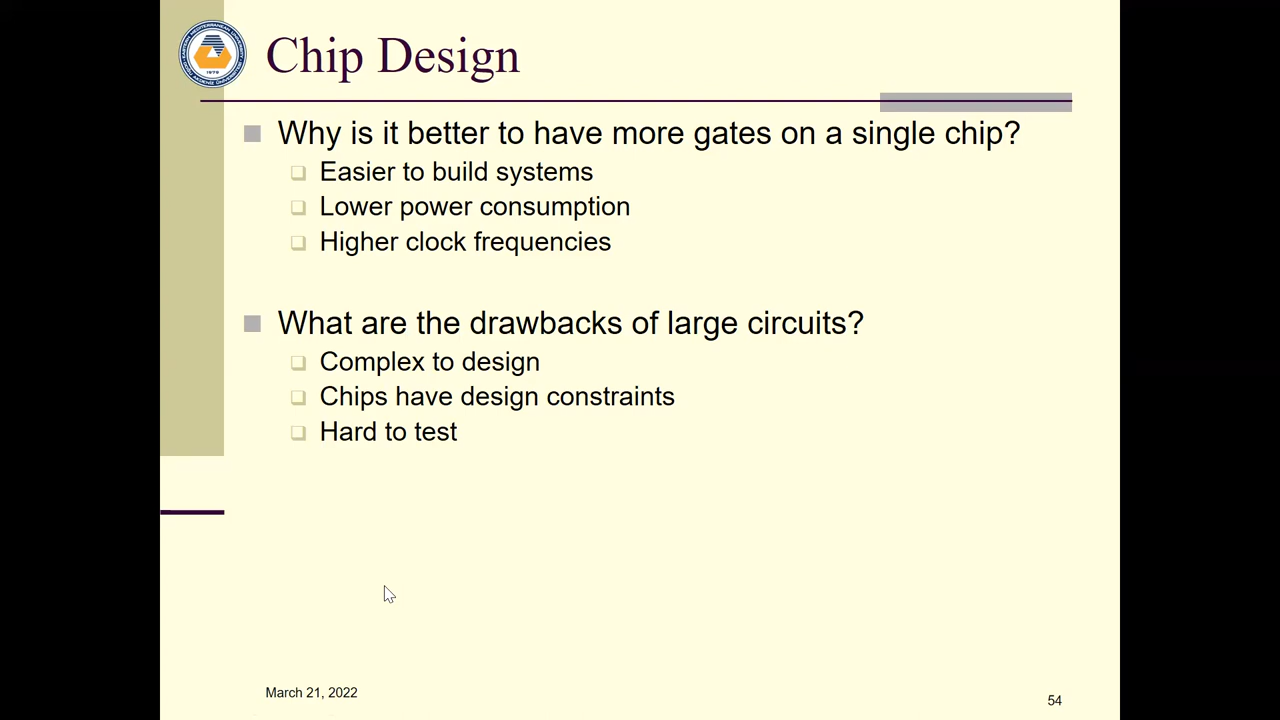 Chip Design
Why is it better to have more gates on a single chip?
Easier to build systems
Lower power consumption
Higher clock frequencies
What are the drawbacks of large circuits?
Complex to design
Chips have design constraints
Hard to test
March 21, 2022
54